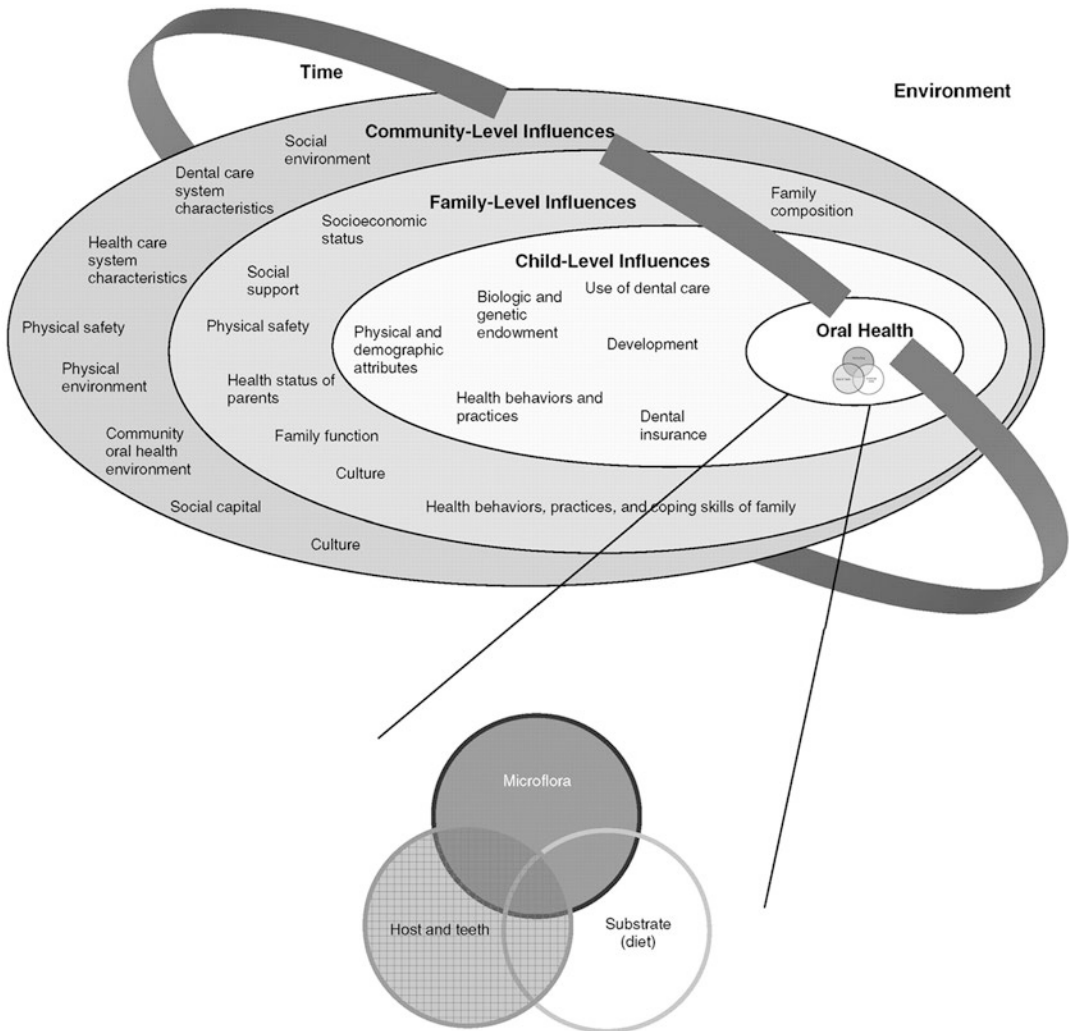 Time
Environment
Community-Level Influences
Social
environment
Dental care
system
characteristics
Health care
system
characteristics
Physical safety
Physical
environment
Community
oral health
environment
Social capital
Culture
Family-Level Influences
Family
composition
Socioeconomic
status
Social
support
Physical safety
Health status of
parents
Family function
Culture
Health behaviors, practices, and coping skills of family
Child-Level Influences
Use of dental care
Biologic and
genetic
endowment
Physical and
demographic
attributes
Development
Health behaviors and
practices
Dental
insurance
Oral Health
Microflora
Host and teeth
Substrate
(diet)